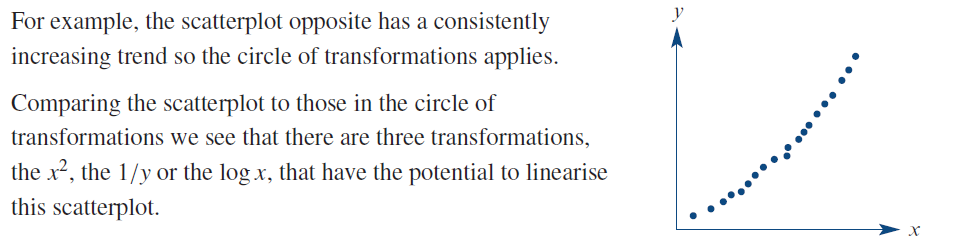 For example, the scatterplot opposite has a consistently
increasing trend so the circle of transformations applies.
Comparing the scatterplot to those in the circle of
transformations we see that there are three transformations,
the x², the 1/y or the log x, that have the potential to linearise
this scatterplot.
y
x